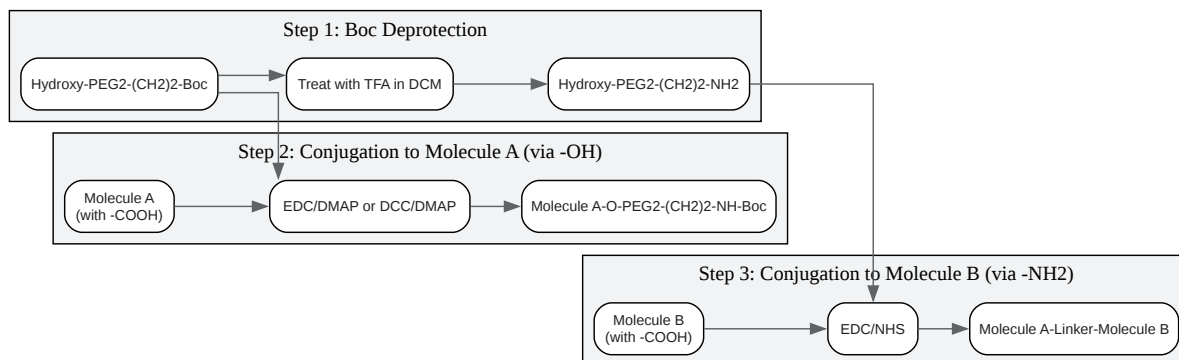 Step 1: Boc Deprotection
Hydroxy-PEG2-(CH2)2-Boc
Treat with TFA in DCM
Hydroxy-PEG2-(CH2)2-NH2
Step 2: Conjugation to Molecule A (via -OH)
Molecule A
(with -COOH)
EDC/DMAP or DCC/DMAP
Molecule A-O-PEG2-(CH2)2-NH-Boc
Step 3: Conjugation to Molecule B (via -NH2)
Molecule B
(with -COOH)
EDC/NHS
Molecule A-Linker-Molecule B